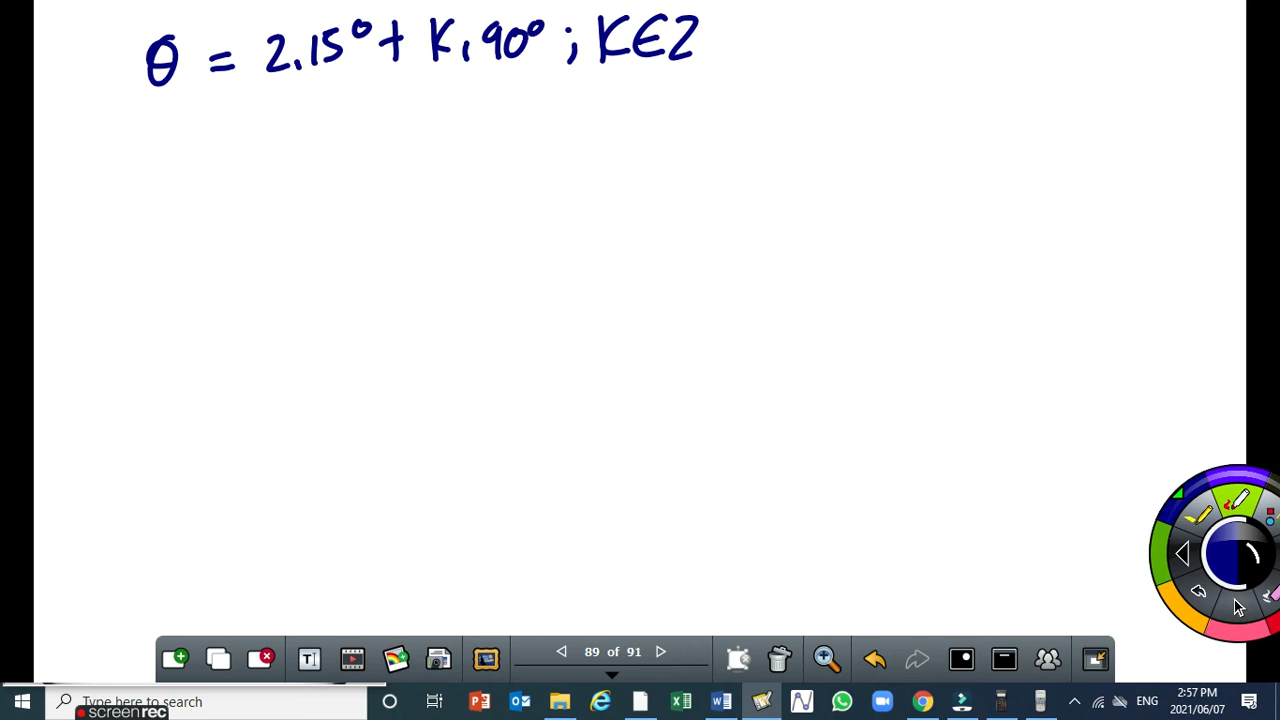 θ = 2.15° + K, 90° ; K∈Z
89 of 91
Type here to search
screenrec
ENG
2:57 PM
2021/06/07